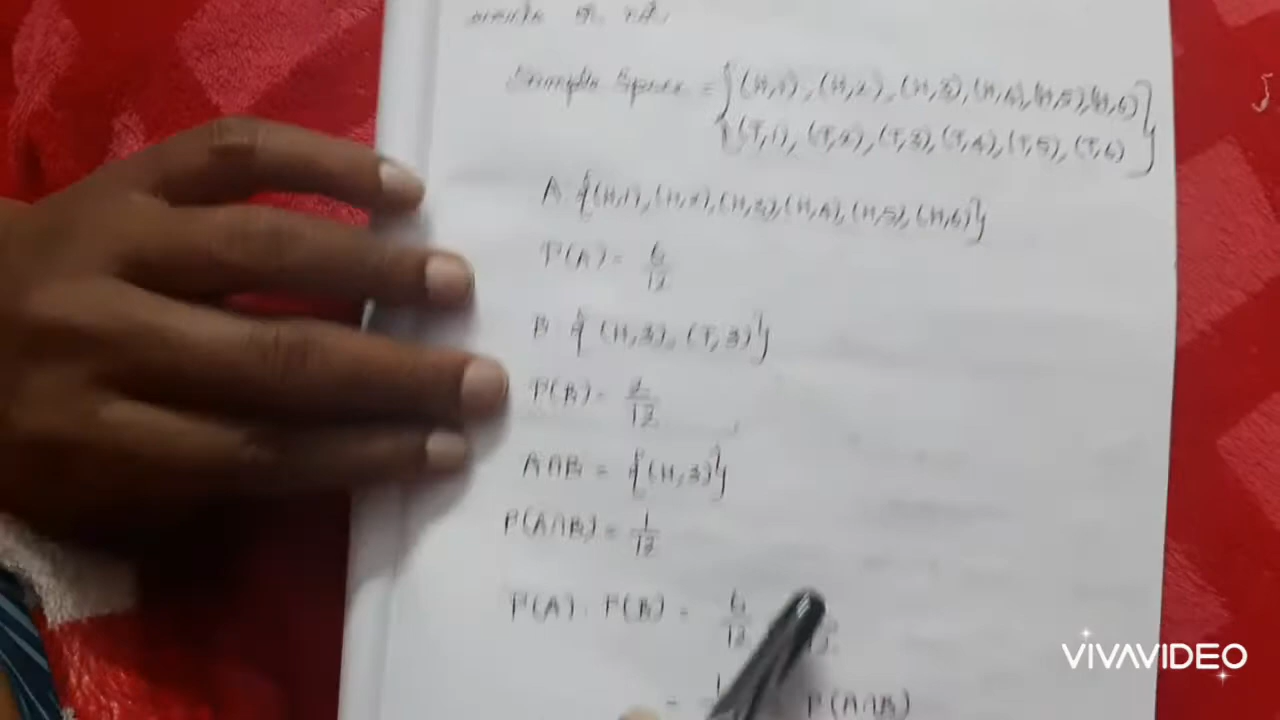 Sample Space = {(H,1), (H,2), (H,3), (H,4), (H,5), (H,6)
(T,1), (T,2), (T,3), (T,4), (T,5), (T,6)}
A {(H,1), (H,2), (H,3), (H,4), (H,5), (H,6)}
P(A) = 6/12
B {(H,3), (T,3)}
P(B) = 2/12
A∩B = {(H,3)}
P(A∩B) = 1/12
P(A) . P(B) = 6/12
= P(A∩B)
VIVAVIDEO